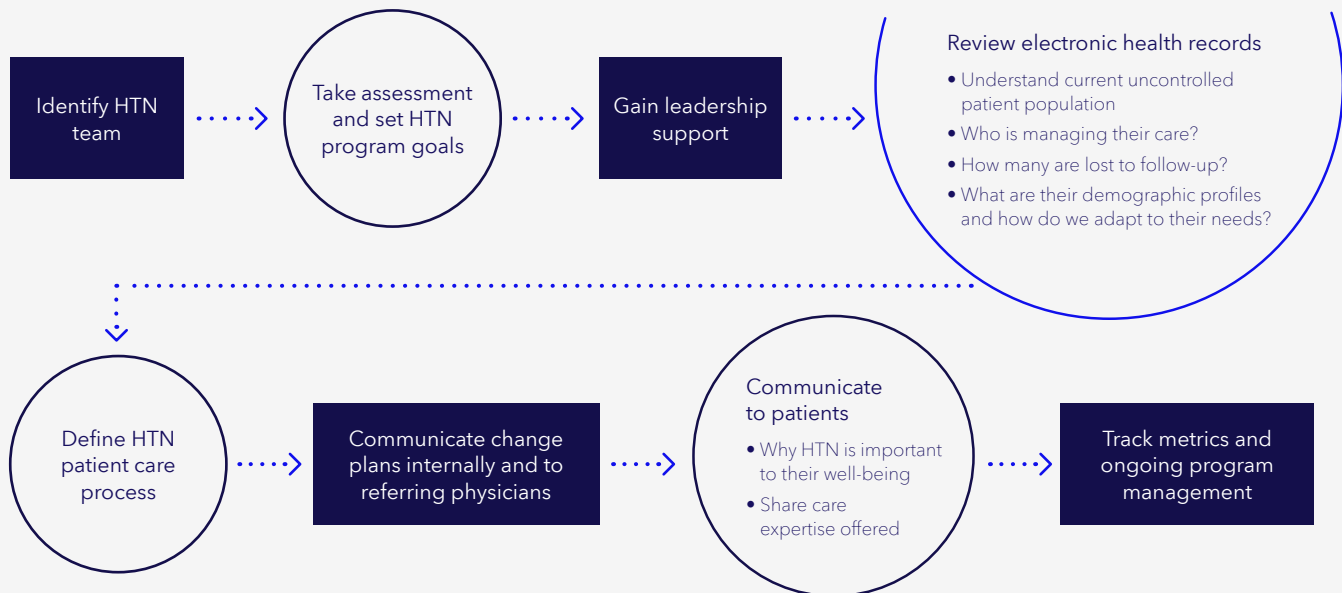 Identify HTN
team
Take assessment
and set HTN
program goals
Gain leadership
support
Review electronic health records
• Understand current uncontrolled
patient population
• Who is managing their care?
• How many are lost to follow-up?
• What are their demographic profiles
and how do we adapt to their needs?
Define HTN
patient care
process
Communicate change
plans internally and to
referring physicians
Communicate
to patients
• Why HTN is important
to their well-being
• Share care
expertise offered
Track metrics and
ongoing program
management